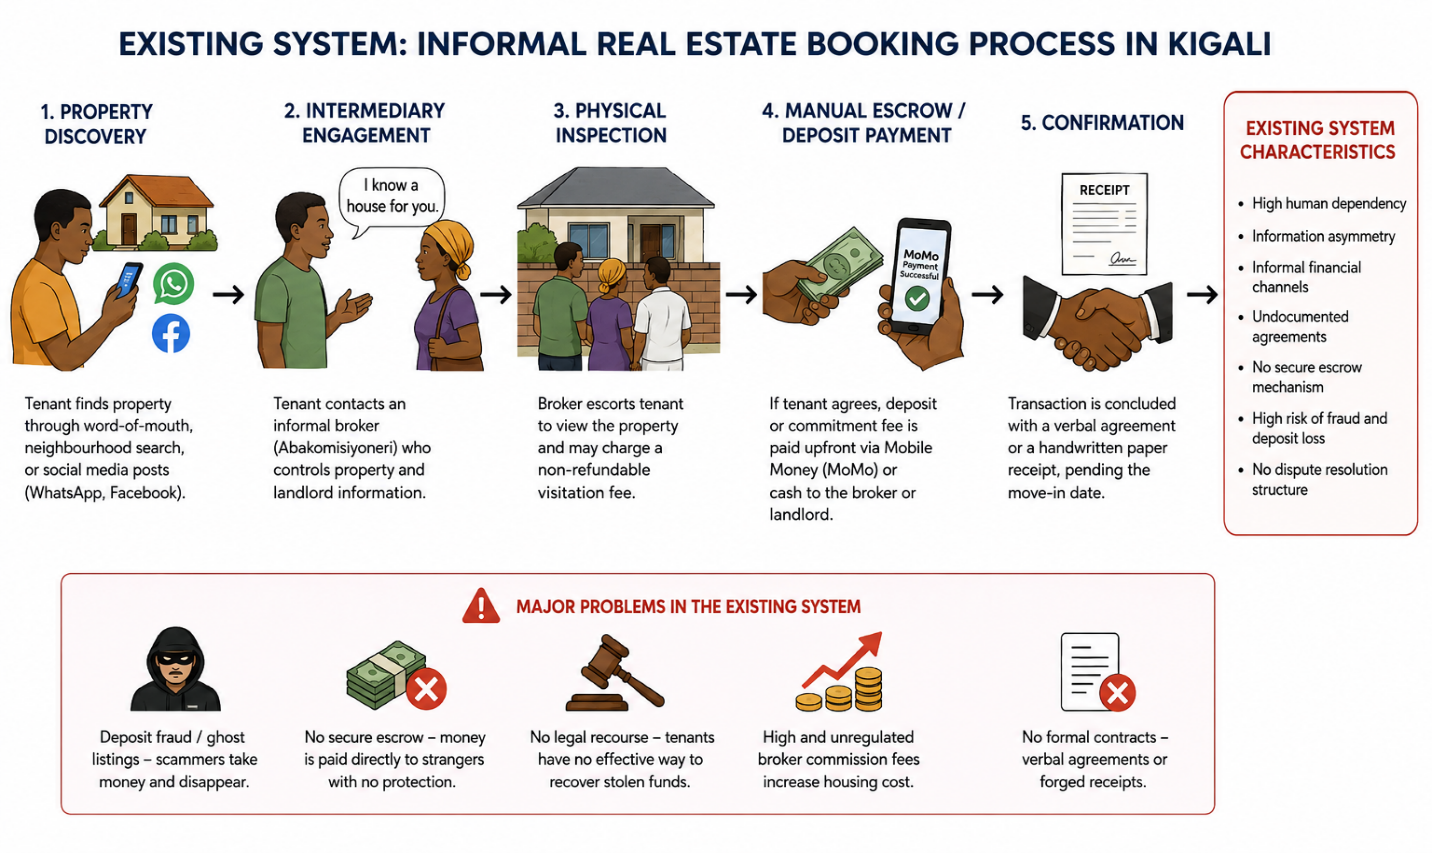 EXISTING SYSTEM: INFORMAL REAL ESTATE BOOKING PROCESS IN KIGALI
1. PROPERTY
DISCOVERY
Tenant finds property
through word-of-mouth,
neighbourhood search,
or social media posts
(WhatsApp, Facebook).
2. INTERMEDIARY
ENGAGEMENT
I know a
house for you.
Tenant contacts an
informal broker
(Abakomisiyoneri) who
controls property and
landlord information.
3. PHYSICAL
INSPECTION
Broker escorts tenant
to view the property
and may charge a
non-refundable
visitation fee.
4. MANUAL ESCROW /
DEPOSIT PAYMENT
MoMo
Payment
Successful
If tenant agrees, deposit
or commitment fee is
paid upfront via Mobile
Money (MoMo) or
cash to the broker or
landlord.
5. CONFIRMATION
RECEIPT
Transaction is concluded
with a verbal agreement
or a handwritten paper
receipt, pending the
move-in date.
EXISTING SYSTEM
CHARACTERISTICS
• High human dependency
• Information asymmetry
• Informal financial
channels
• Undocumented
agreements
• No secure escrow
mechanism
• High risk of fraud and
deposit loss
• No dispute resolution
structure
MAJOR PROBLEMS IN THE EXISTING SYSTEM
Deposit fraud / ghost
listings – scammers take
money and disappear.
No secure escrow – money
is paid directly to strangers
with no protection.
No legal recourse – tenants
have no effective way to
recover stolen funds.
High and unregulated
broker commission fees
increase housing cost.
No formal contracts –
verbal agreements or
forged receipts.